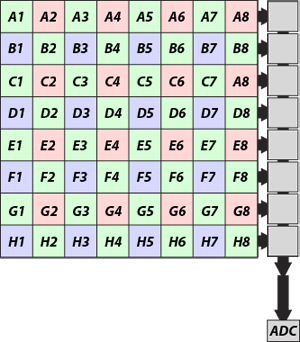 A1 A2 A3 A4 A5 A6 A7 A8
B1 B2 B3 B4 B5 B6 B7 B8
C1 C2 C3 C4 C5 C6 C7 A8
D1 D2 D3 D4 D5 D6 D7 D8
E1 E2 E3 E4 E5 E6 E7 E8
F1 F2 F3 F4 F5 F6 F7 F8
G1 G2 G3 G4 G5 G6 G7 G8
H1 H2 H3 H4 H5 H6 H7 H8
ADC